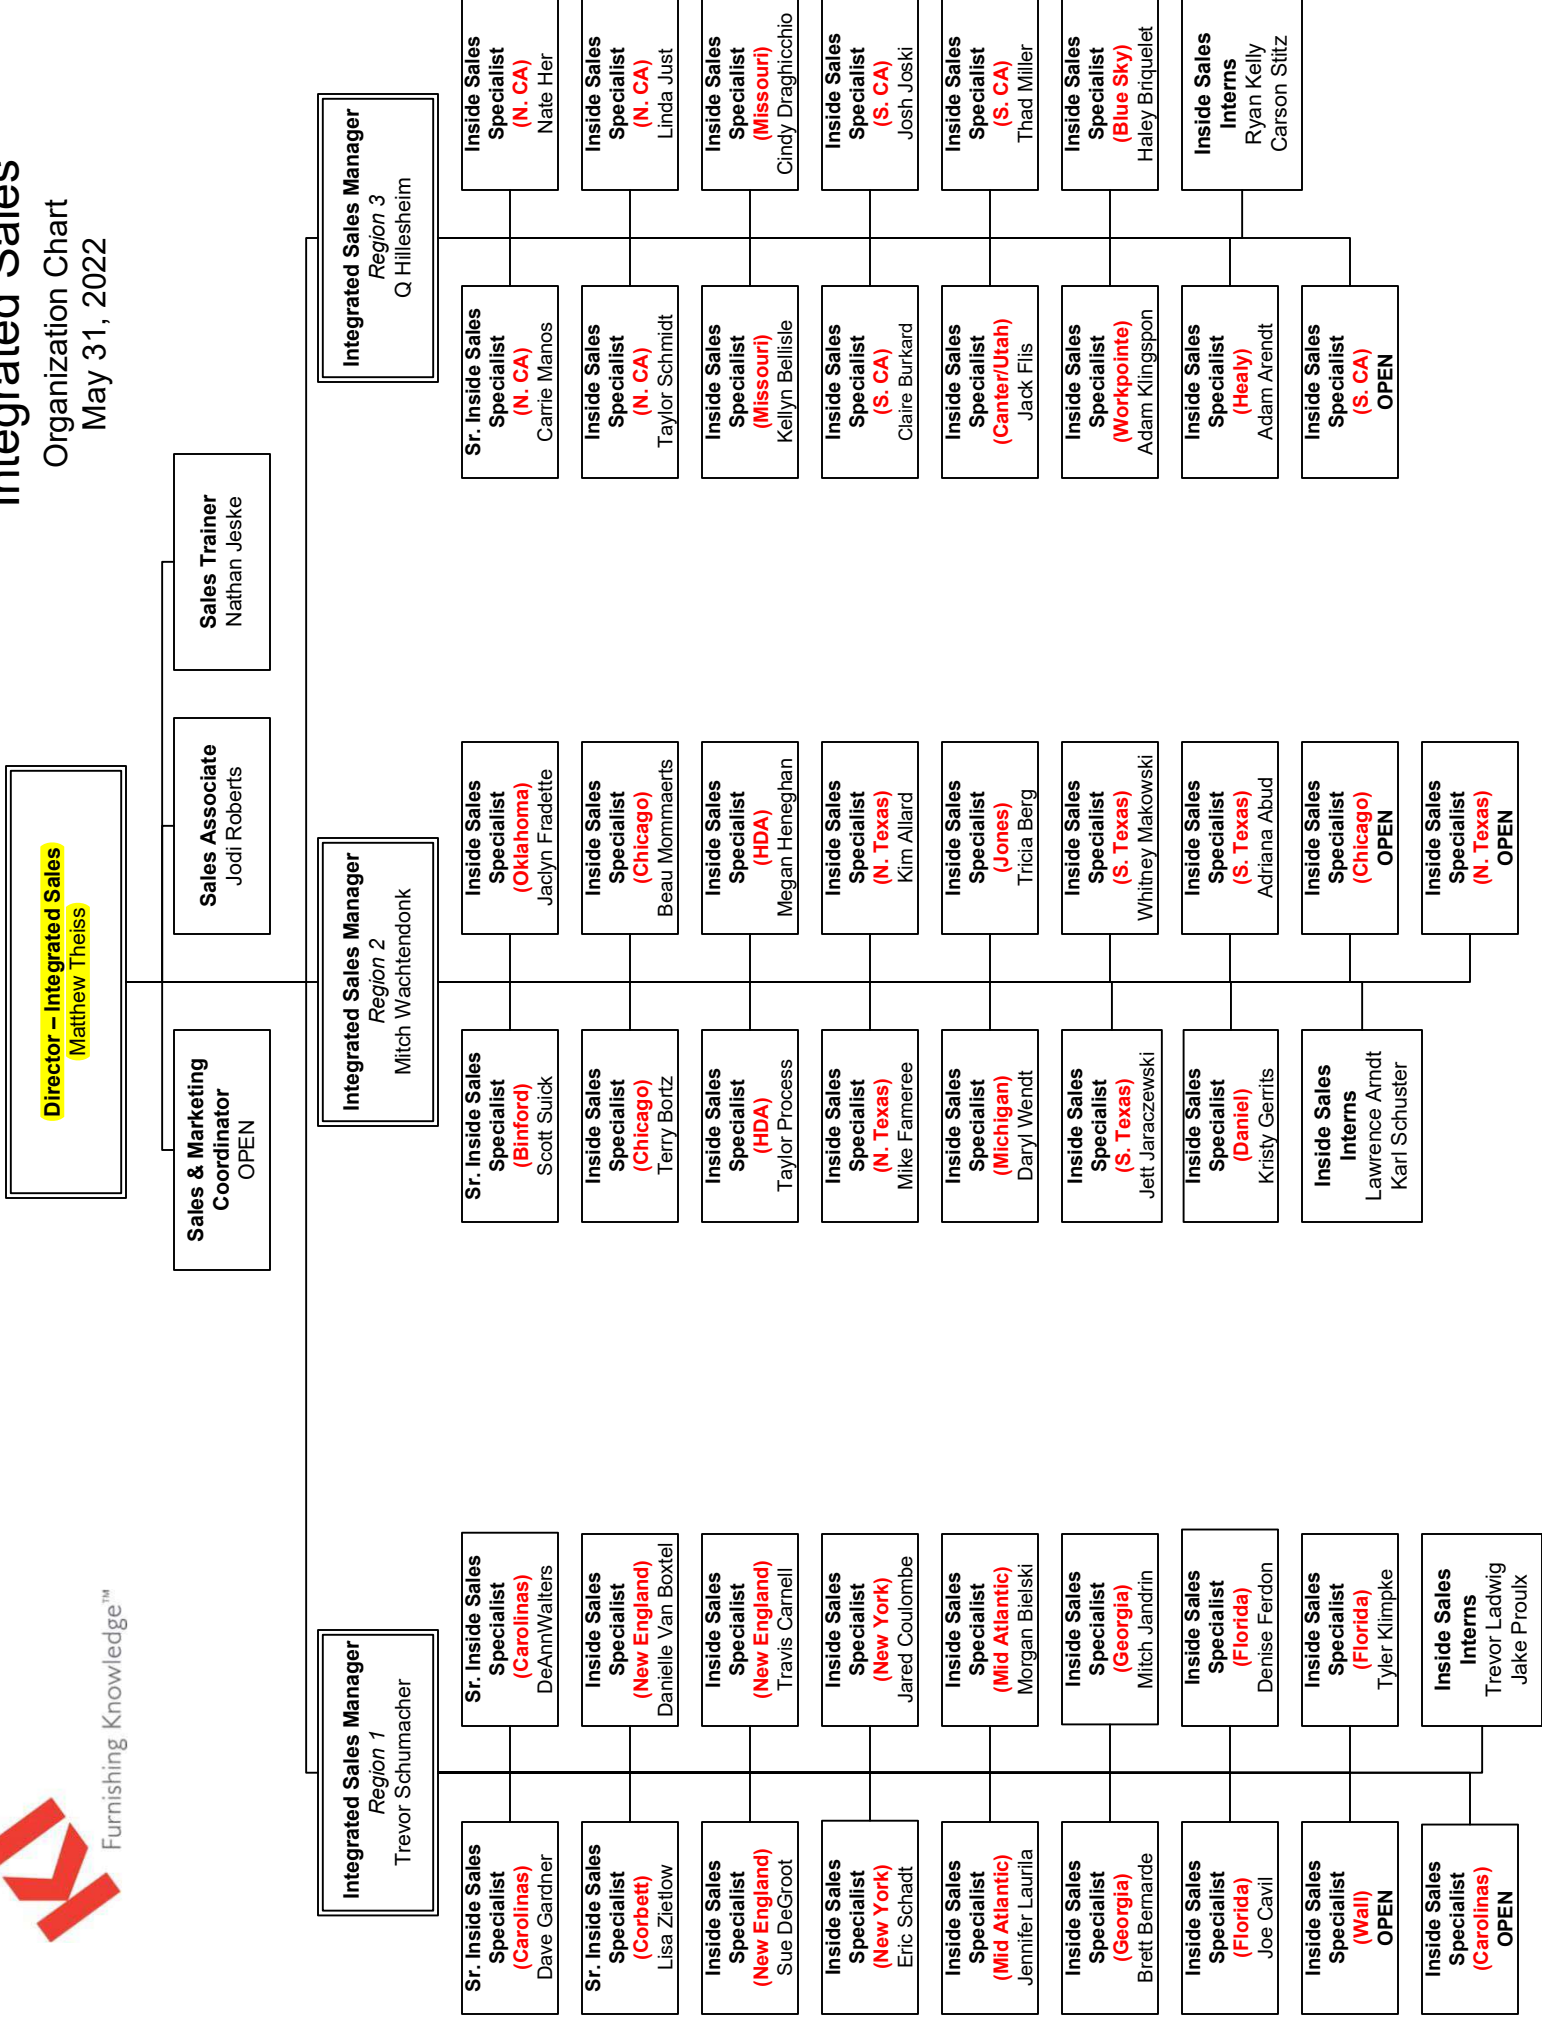 KI
Furnishing Knowledge™
Integrated Sales
Organization Chart
May 31, 2022
Director – Integrated Sales
Matthew Theiss
Sales & Marketing
Coordinator
OPEN
Sales Associate
Jodi Roberts
Sales Trainer
Nathan Jeske
Integrated Sales Manager
Region 1
Trevor Schumacher
Sr. Inside Sales
Specialist
(Carolinas)
Dave Gardner
Sr. Inside Sales
Specialist
(Carolinas)
DeAnnWalters
Sr. Inside Sales
Specialist
(Corbett)
Lisa Zietlow
Inside Sales
Specialist
(New England)
Danielle Van Boxtel
Inside Sales
Specialist
(New England)
Sue DeGroot
Inside Sales
Specialist
(New England)
Travis Carnell
Inside Sales
Specialist
(New York)
Eric Schadt
Inside Sales
Specialist
(New York)
Jared Coulombe
Inside Sales
Specialist
(Mid Atlantic)
Jennifer Laurila
Inside Sales
Specialist
(Mid Atlantic)
Morgan Bielski
Inside Sales
Specialist
(Georgia)
Brett Bernarde
Inside Sales
Specialist
(Georgia)
Mitch Jandrin
Inside Sales
Specialist
(Florida)
Joe Cavil
Inside Sales
Specialist
(Florida)
Denise Ferdon
Inside Sales
Specialist
(Wall)
OPEN
Inside Sales
Specialist
(Florida)
Tyler Klimpke
Inside Sales
Specialist
(Carolinas)
OPEN
Inside Sales
Interns
Trevor Ladwig
Jake Proulx
Integrated Sales Manager
Region 2
Mitch Wachtendonk
Sr. Inside Sales
Specialist
(Binford)
Scott Suick
Inside Sales
Specialist
(Oklahoma)
Jaclyn Fradette
Inside Sales
Specialist
(Chicago)
Terry Bortz
Inside Sales
Specialist
(Chicago)
Beau Mommaerts
Inside Sales
Specialist
(HDA)
Taylor Process
Inside Sales
Specialist
(HDA)
Megan Heneghan
Inside Sales
Specialist
(N. Texas)
Mike Fameree
Inside Sales
Specialist
(N. Texas)
Kim Allard
Inside Sales
Specialist
(Michigan)
Daryl Wendt
Inside Sales
Specialist
(Jones)
Tricia Berg
Inside Sales
Specialist
(S. Texas)
Jett Jaraczewski
Inside Sales
Specialist
(S. Texas)
Whitney Makowski
Inside Sales
Specialist
(Daniel)
Kristy Gerrits
Inside Sales
Specialist
(S. Texas)
Adriana Abud
Inside Sales
Interns
Lawrence Arndt
Karl Schuster
Inside Sales
Specialist
(Chicago)
OPEN
Inside Sales
Specialist
(N. Texas)
OPEN
Integrated Sales Manager
Region 3
Q Hillesheim
Sr. Inside Sales
Specialist
(N. CA)
Carrie Manos
Inside Sales
Specialist
(N. CA)
Nate Her
Inside Sales
Specialist
(N. CA)
Taylor Schmidt
Inside Sales
Specialist
(N. CA)
Linda Just
Inside Sales
Specialist
(Missouri)
Kellyn Bellisle
Inside Sales
Specialist
(Missouri)
Cindy Draghicchio
Inside Sales
Specialist
(S. CA)
Claire Burkard
Inside Sales
Specialist
(S. CA)
Josh Joski
Inside Sales
Specialist
(Canter/Utah)
Jack Flis
Inside Sales
Specialist
(S. CA)
Thad Miller
Inside Sales
Specialist
(Workpointe)
Adam Klingspon
Inside Sales
Specialist
(Blue Sky)
Haley Briquelet
Inside Sales
Specialist
(Healy)
Adam Arendt
Inside Sales
Interns
Ryan Kelly
Carson Stitz
Inside Sales
Specialist
(S. CA)
OPEN